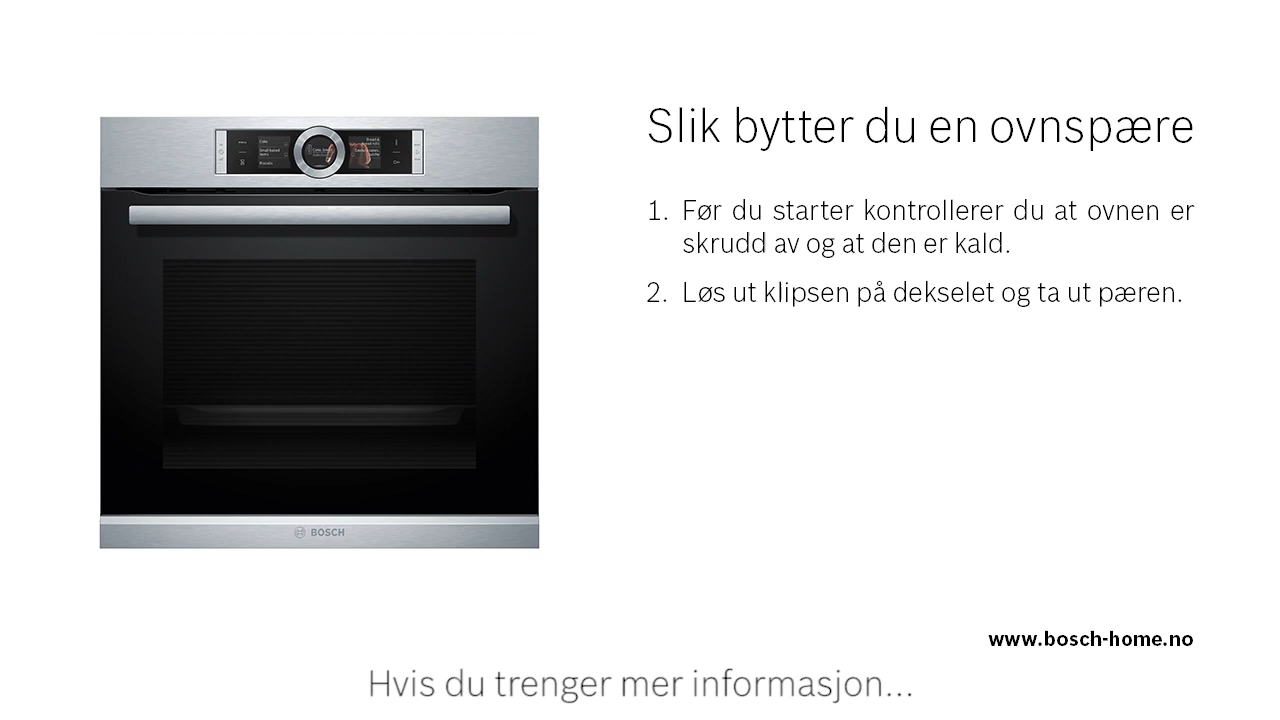 Slik bytter du en ovnspære
1. Før du starter kontrollerer du at ovnen er
skrudd av og at den er kald.
2. Løs ut klipsen på dekselet og ta ut pæren.
BOSCH
www.bosch-home.no
Hvis du trenger mer informasjon...